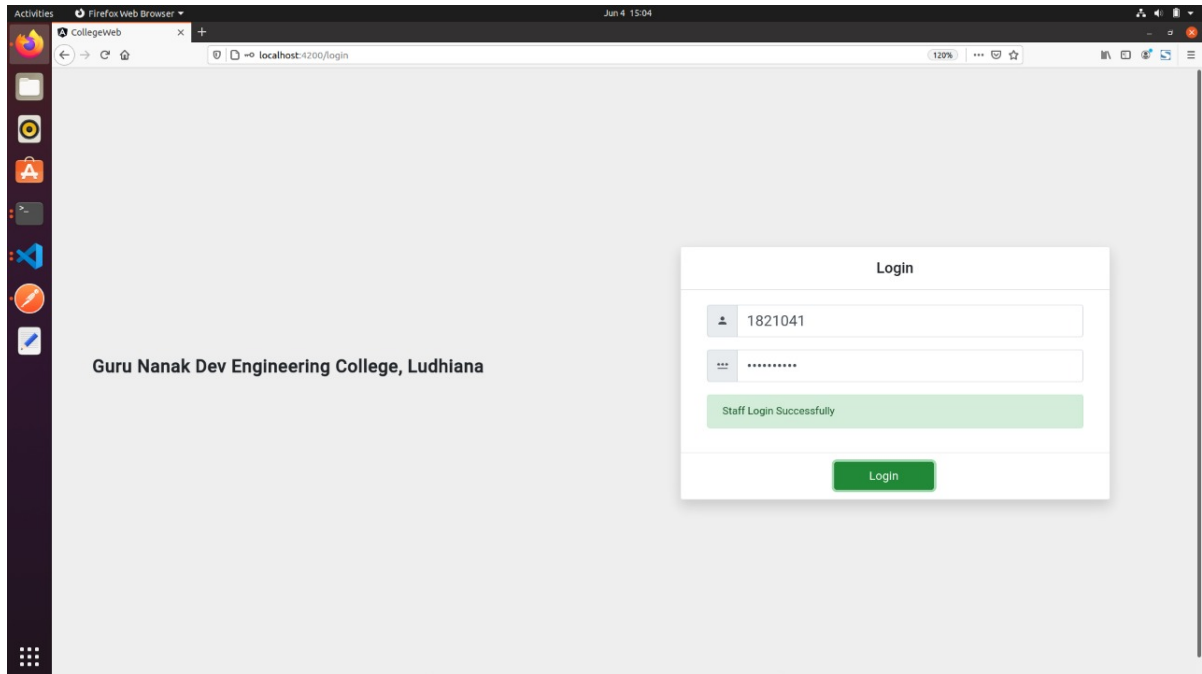 Activities Firefox Web Browser Jun 4 15:04
CollegeWeb
localhost:4200/login 120%
Login
1821041
Guru Nanak Dev Engineering College, Ludhiana
••••••••••
Staff Login Successfully
Login